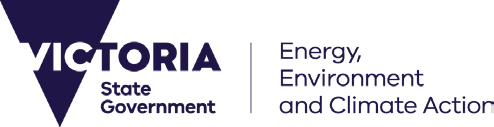 VICTORIA
State
Government
Energy,
Environment
and Climate Action